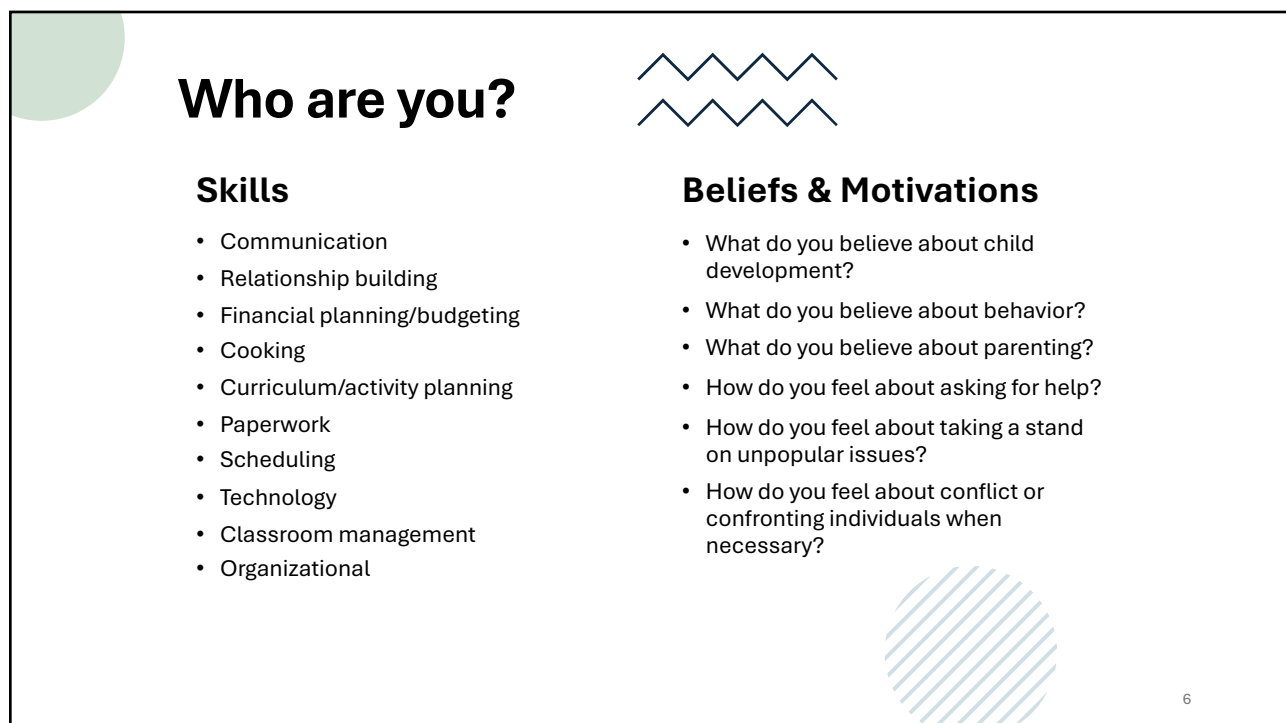 Who are you?
Skills
• Communication
• Relationship building
• Financial planning/budgeting
• Cooking
• Curriculum/activity planning
• Paperwork
• Scheduling
• Technology
• Classroom management
• Organizational
Beliefs & Motivations
• What do you believe about child
development?
• What do you believe about behavior?
• What do you believe about parenting?
• How do you feel about asking for help?
• How do you feel about taking a stand
on unpopular issues?
• How do you feel about conflict or
confronting individuals when
necessary?
6